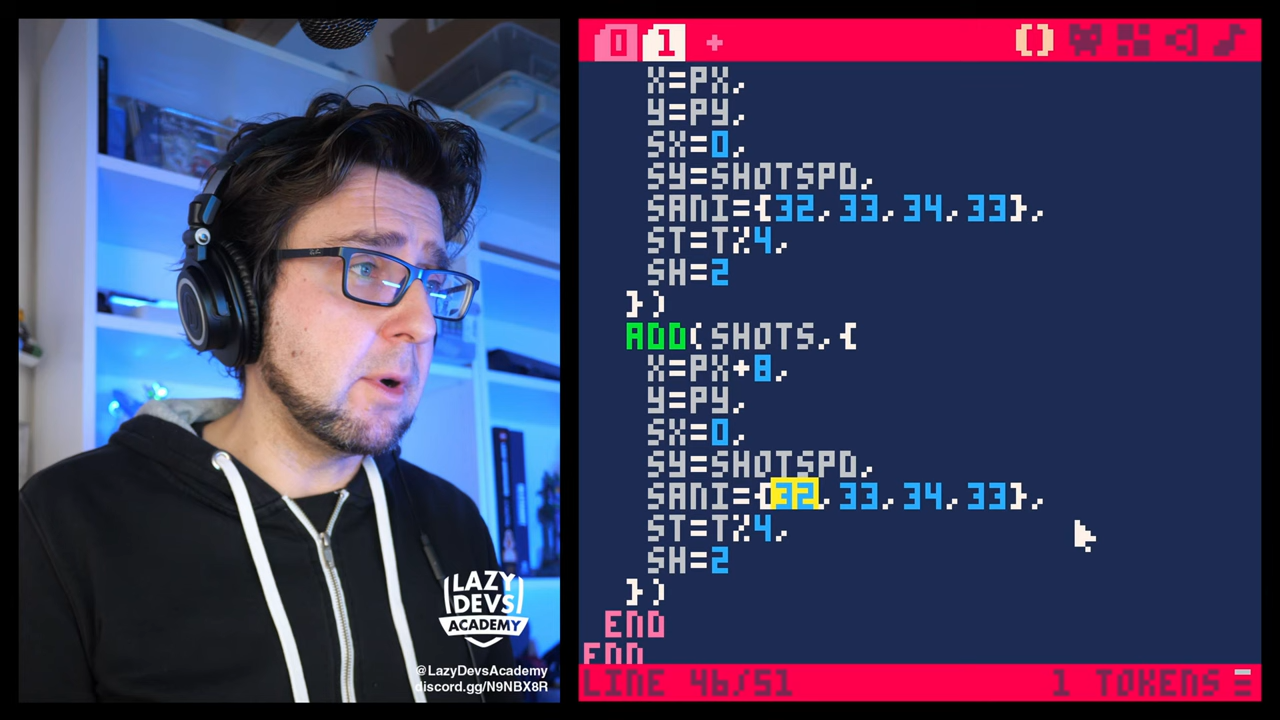 LAZY
DEVS
ACADEMY
@LazyDevsAcademy
discord.gg/N9NBX8R
0 1 +
X=PX,
Y=PY,
SX=0,
SY=SHOTSPD,
SANI={32,33,34,33},
ST=T%4,
SH=2
})
ADD(SHOTS,{
X=PX+8,
Y=PY,
SX=0,
SY=SHOTSPD,
SANI={32,33,34,33},
ST=T%4,
SH=2
})
END
END
LINE 46/51 1 TOKENS